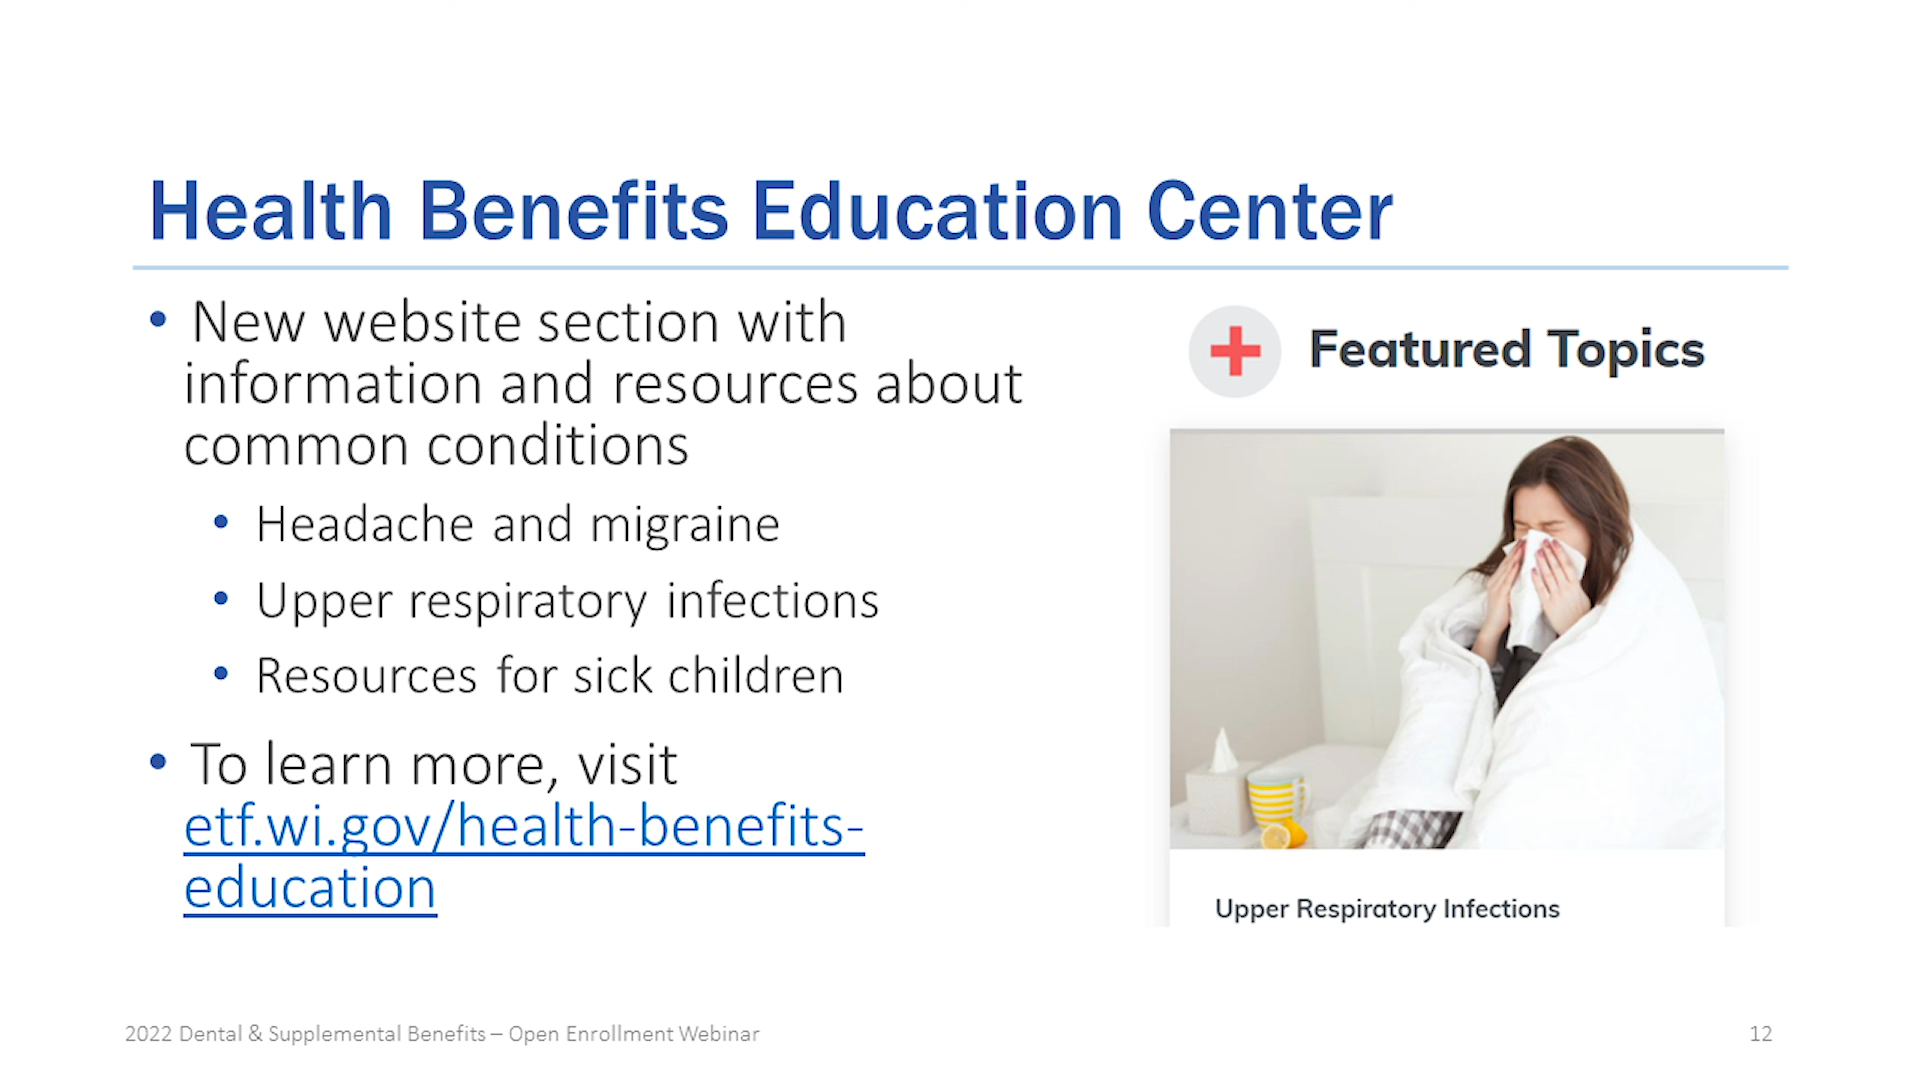 Health Benefits Education Center
• New website section with
information and resources about
common conditions
• Headache and migraine
• Upper respiratory infections
• Resources for sick children
• To learn more, visit
etf.wi.gov/health-benefits-
education
Featured Topics
Upper Respiratory Infections
2022 Dental & Supplemental Benefits – Open Enrollment Webinar
12